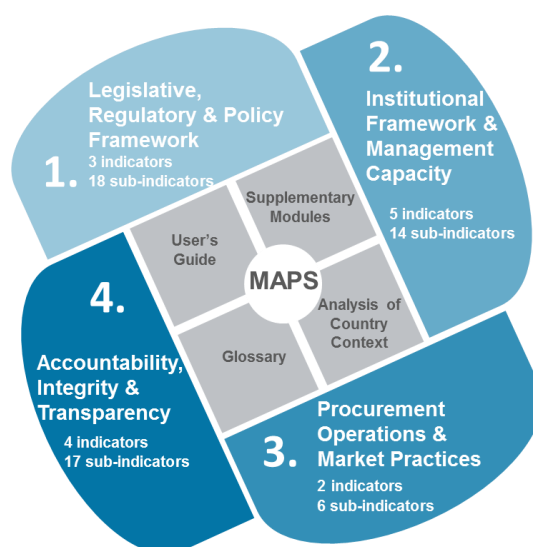 1.
Legislative,
Regulatory & Policy
Framework
3 indicators
18 sub-indicators
2.
Institutional
Framework &
Management
Capacity
5 indicators
14 sub-indicators
Supplementary
Modules
User's
Guide
MAPS
Analysis of
Country
Context
Glossary
4.
Accountability,
Integrity &
Transparency
4 indicators
17 sub-indicators
3.
Procurement
Operations &
Market Practices
2 indicators
6 sub-indicators